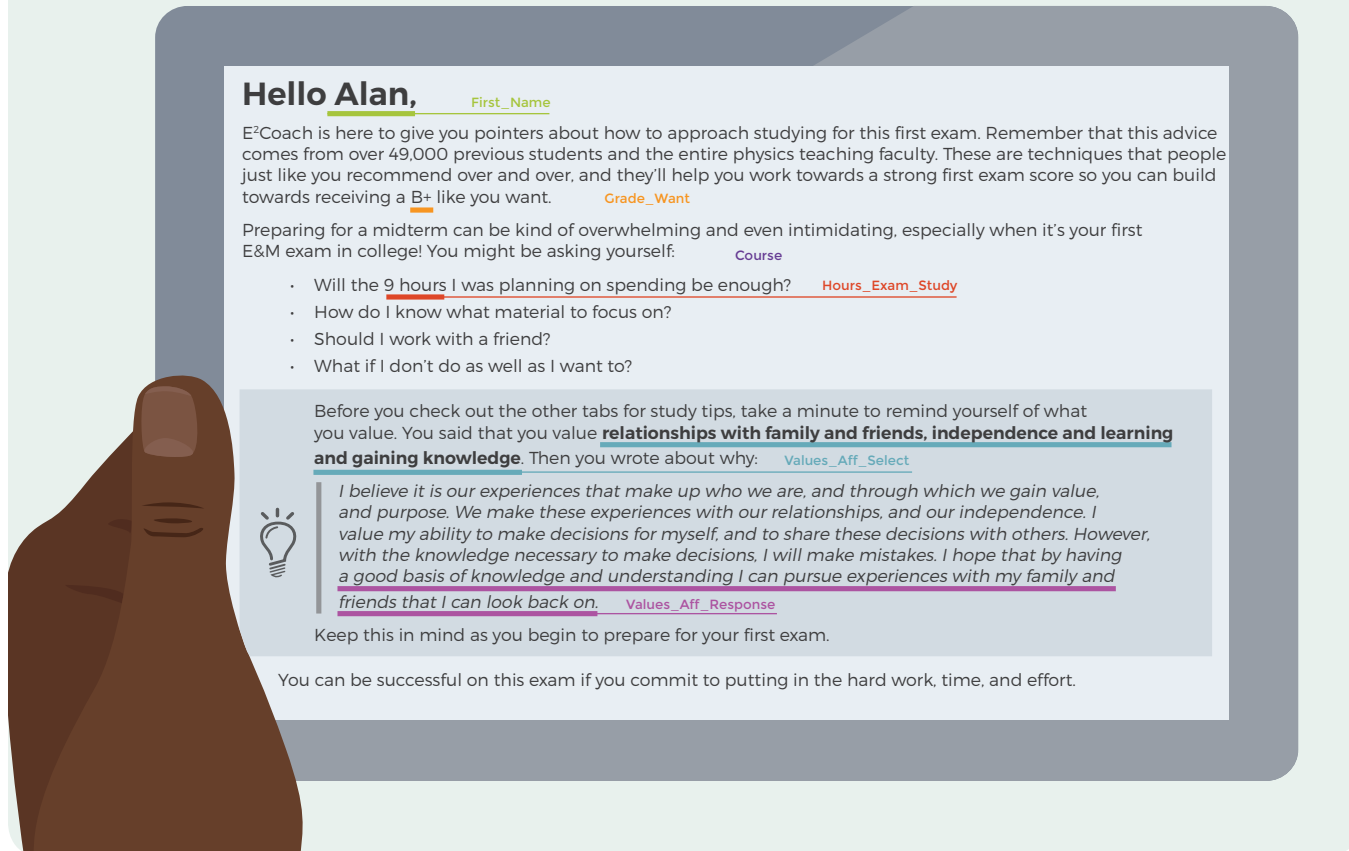 Hello Alan, First_Name
E²Coach is here to give you pointers about how to approach studying for this first exam. Remember that this advice
comes from over 49,000 previous students and the entire physics teaching faculty. These are techniques that people
just like you recommend over and over, and they'll help you work towards a strong first exam score so you can build
towards receiving a B+ like you want. Grade_Want
Preparing for a midterm can be kind of overwhelming and even intimidating, especially when it's your first
E&M exam in college! You might be asking yourself: Course
• Will the 9 hours I was planning on spending be enough? Hours_Exam_Study
• How do I know what material to focus on?
• Should I work with a friend?
• What if I don't do as well as I want to?
Before you check out the other tabs for study tips, take a minute to remind yourself of what
you value. You said that you value relationships with family and friends, independence and learning
and gaining knowledge. Then you wrote about why: Values_Aff_Select
I believe it is our experiences that make up who we are, and through which we gain value,
and purpose. We make these experiences with our relationships, and our independence. I
value my ability to make decisions for myself, and to share these decisions with others. However,
with the knowledge necessary to make decisions, I will make mistakes. I hope that by having
a good basis of knowledge and understanding I can pursue experiences with my family and
friends that I can look back on. Values_Aff_Response
Keep this in mind as you begin to prepare for your first exam.
You can be successful on this exam if you commit to putting in the hard work, time, and effort.